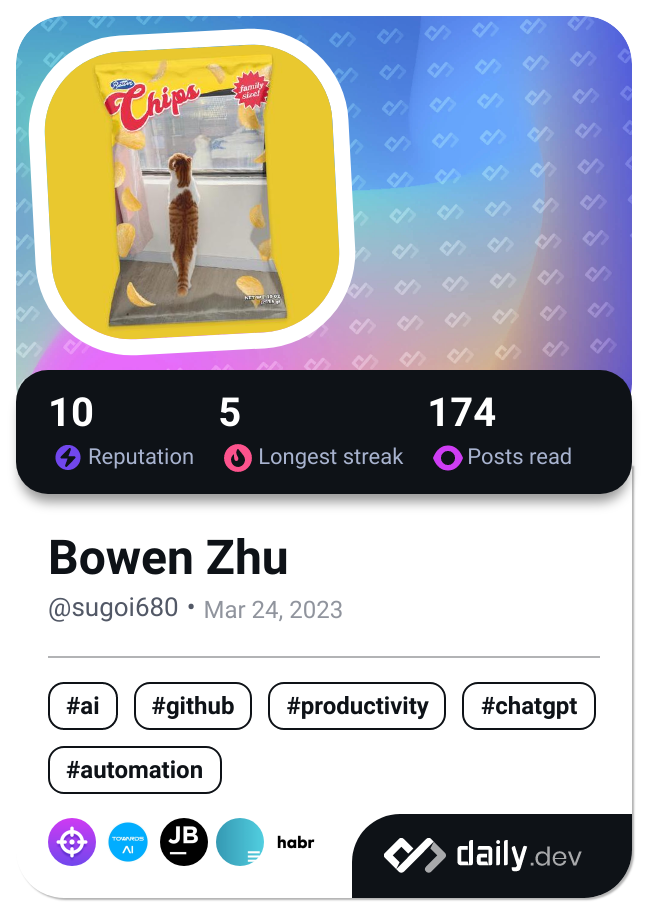 Chips
family
size!
10
5
174
Reputation
Longest streak
Posts read
Bowen Zhu
@sugoi680 • Mar 24, 2023
#ai
#github
#productivity
#chatgpt
#automation
TOWARDS
AI
JB
habr
daily.dev